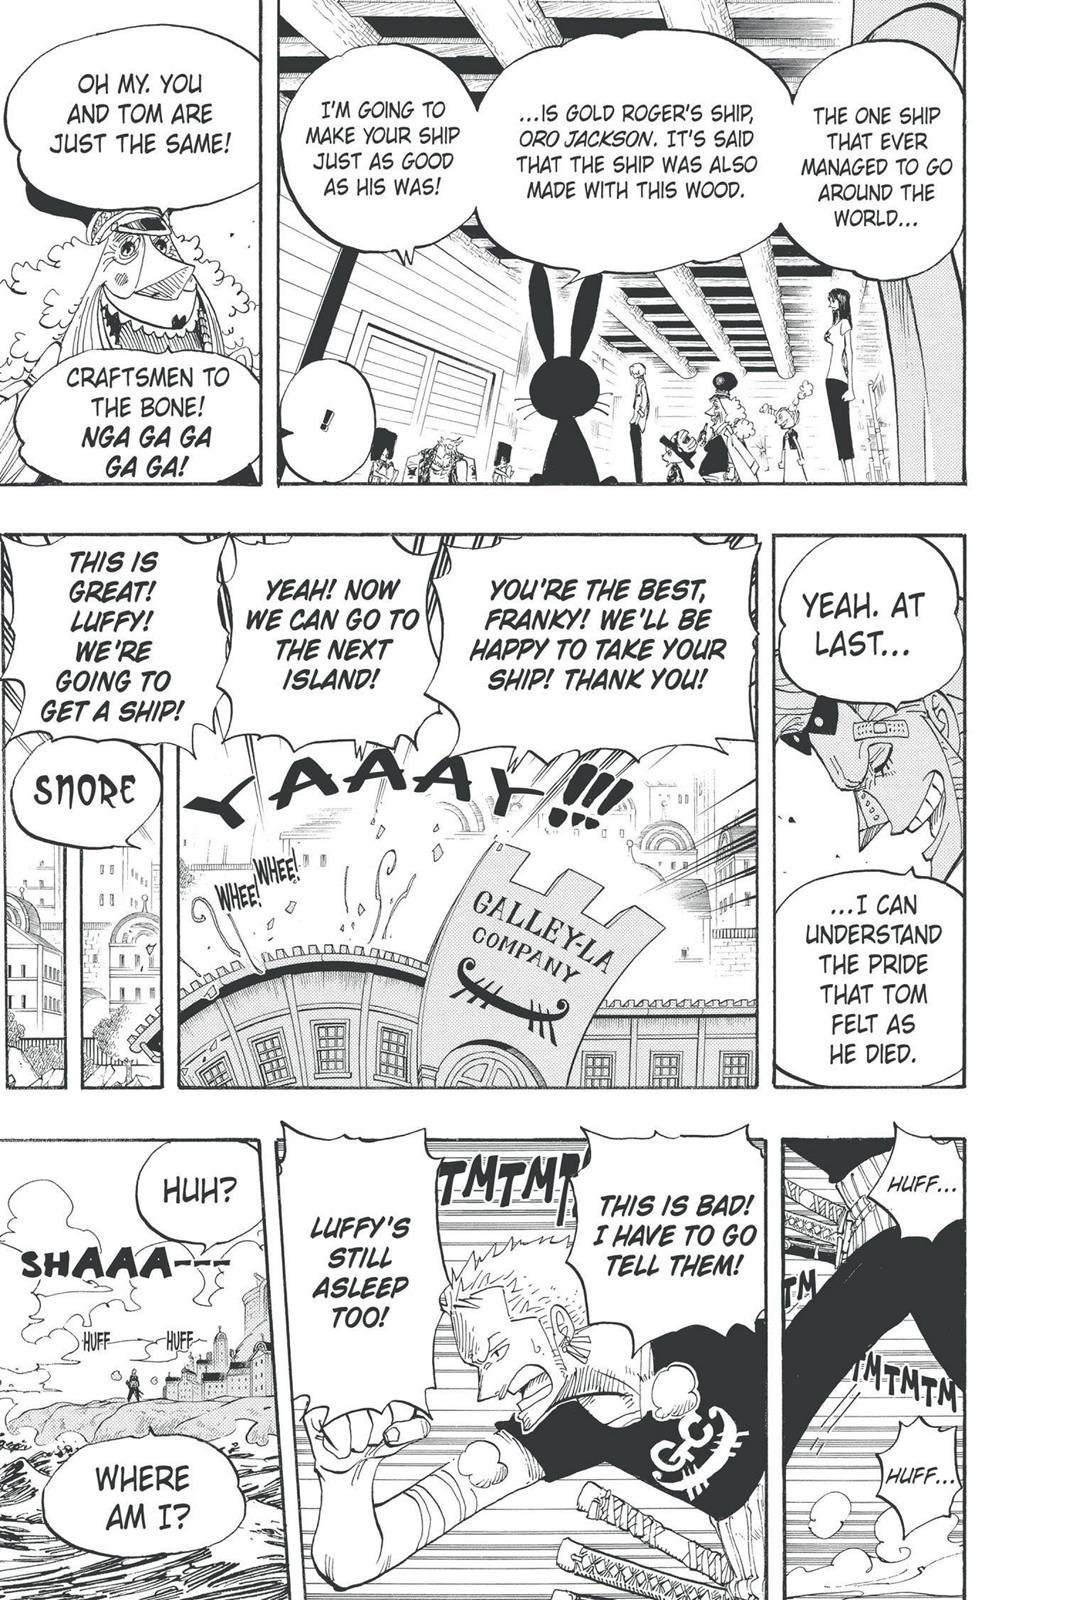 THE ONE SHIP
THAT EVER
MANAGED TO GO
AROUND THE
WORLD...
...IS GOLD ROGER'S SHIP,
ORO JACKSON. IT'S SAID
THAT THE SHIP WAS ALSO
MADE WITH THIS WOOD.
I'M GOING TO
MAKE YOUR SHIP
JUST AS GOOD
AS HIS WAS!
!
OH MY. YOU
AND TOM ARE
JUST THE SAME!
CRAFTSMEN TO
THE BONE!
NGA GA GA
GA GA!
YEAH. AT
LAST...
...I CAN
UNDERSTAND
THE PRIDE
THAT TOM
FELT AS
HE DIED.
YOU'RE THE BEST,
FRANKY! WE'LL BE
HAPPY TO TAKE YOUR
SHIP! THANK YOU!
YEAH! NOW
WE CAN GO TO
THE NEXT
ISLAND!
THIS IS
GREAT!
LUFFY!
WE'RE
GOING TO
GET A SHIP!
YAAAAY!!!
WHEE!
WHEE!
GALLEY-LA
COMPANY
SNORE
HUFF...
TMTMTM
TMTMTM
HUFF...
THIS IS BAD!
I HAVE TO GO
TELL THEM!
TMTMTMT
GC
LUFFY'S
STILL
ASLEEP
TOO!
HUH?
SHAAA---
HUFF
HUFF
WHERE
AM I?